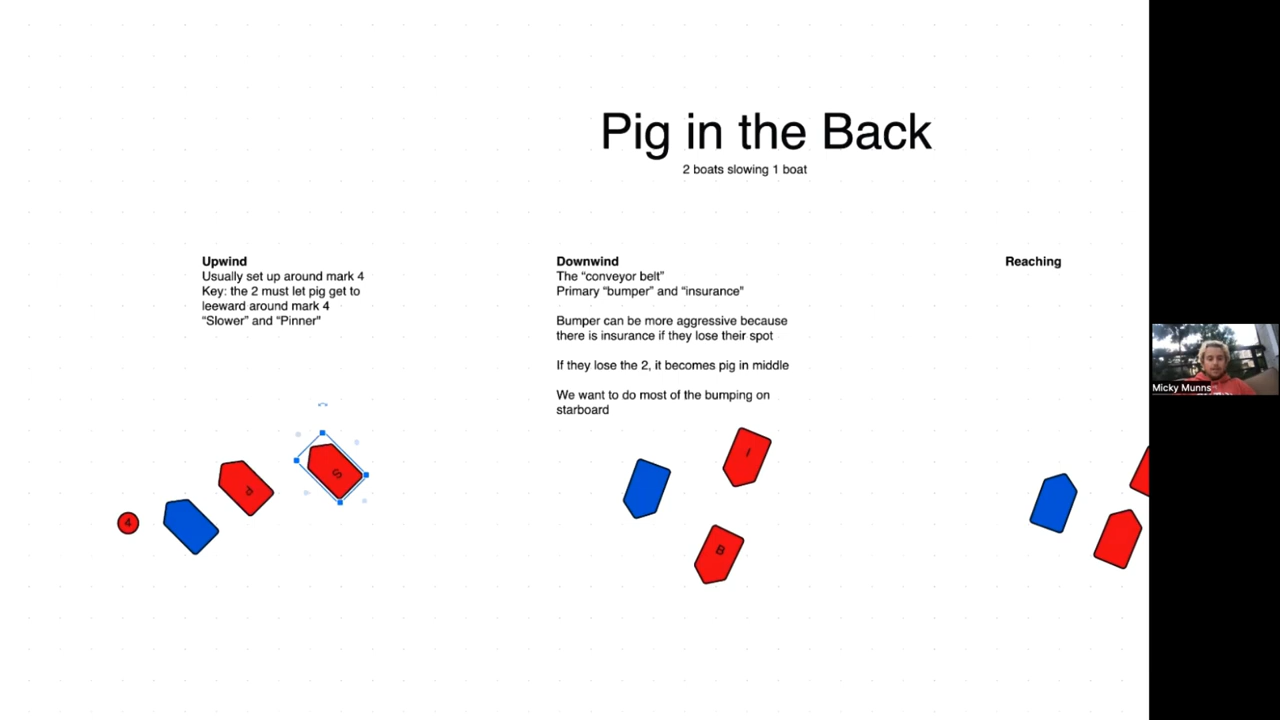 Pig in the Back
2 boats slowing 1 boat
Upwind
Usually set up around mark 4
Key: the 2 must let pig get to
leeward around mark 4
“Slower” and “Pinner"
Downwind
The “conveyor belt”
Primary “bumper” and “insurance”
Bumper can be more aggressive because
there is insurance if they lose their spot
If they lose the 2, it becomes pig in middle
We want to do most of the bumping on
starboard
Reaching
4
P
S
I
B
Micky Munns